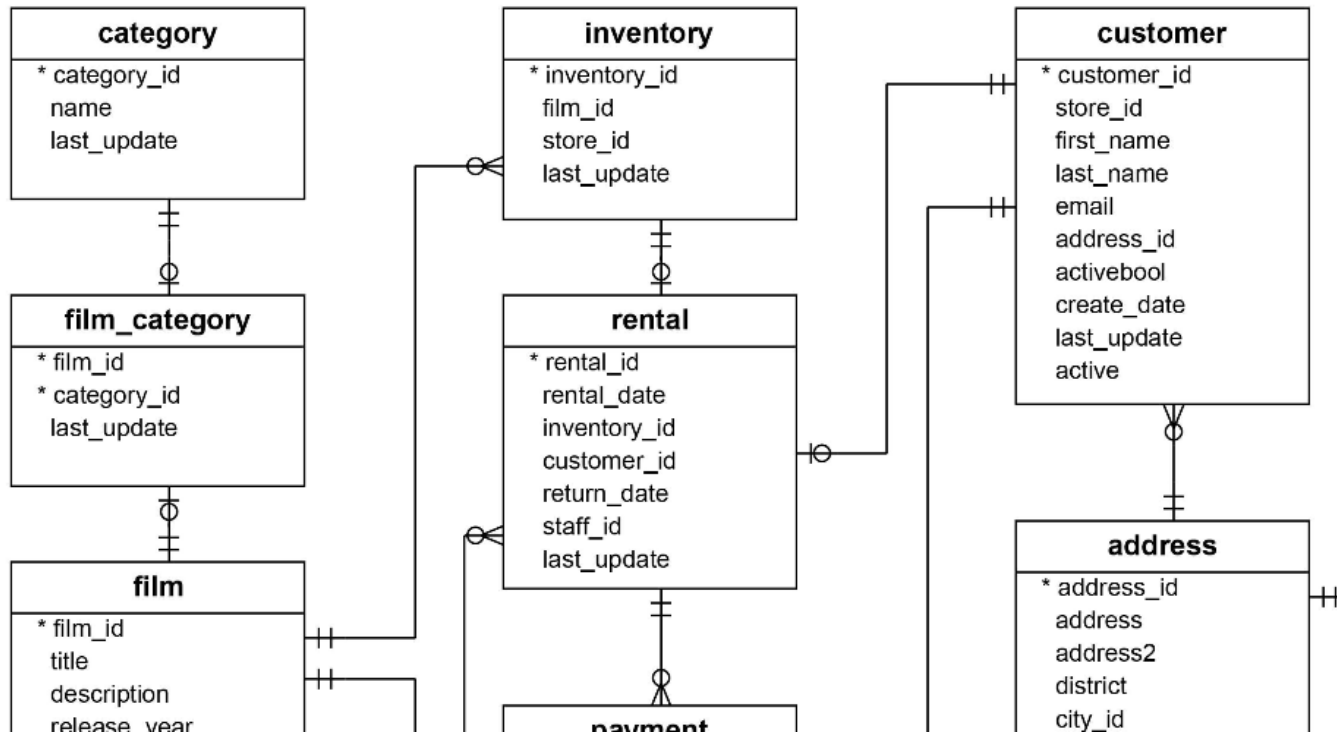 category
* category_id
name
last_update
film_category
* film_id
* category_id
last_update
film
* film_id
title
description
release_year
inventory
* inventory_id
film_id
store_id
last_update
rental
* rental_id
rental_date
inventory_id
customer_id
return_date
staff_id
last_update
payment
customer
* customer_id
store_id
first_name
last_name
email
address_id
activebool
create_date
last_update
active
address
* address_id
address
address2
district
city_id